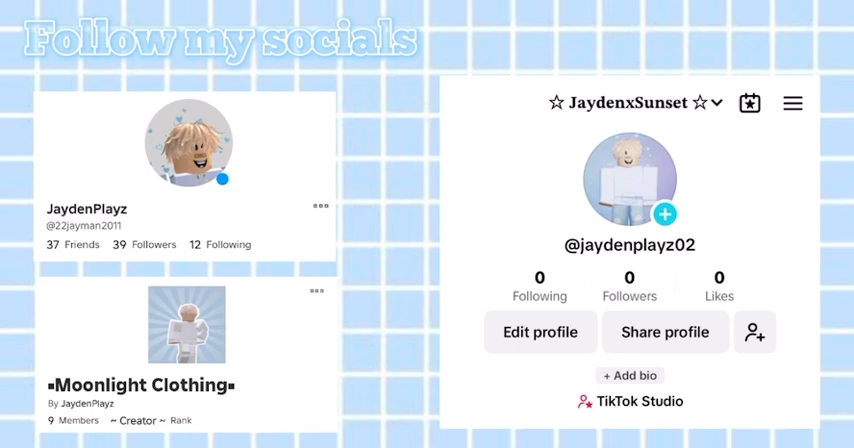 Follow my socials
JaydenPlayz
@22jayman2011
37 Friends 39 Followers 12 Following
▪Moonlight Clothing▪
By JaydenPlayz
9 Members ~ Creator ~ Rank
☆ JaydenxSunset ☆
@jaydenplayz02
0 0 0
Following Followers Likes
Edit profile Share profile
+ Add bio
TikTok Studio